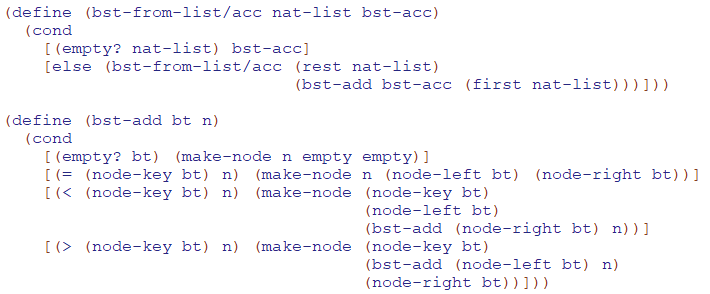 (define (bst-from-list/acc nat-list bst-acc)
  (cond
    [(empty? nat-list) bst-acc]
    [else (bst-from-list/acc (rest nat-list)
                             (bst-add bst-acc (first nat-list)))]))

(define (bst-add bt n)
  (cond
    [(empty? bt) (make-node n empty empty)]
    [(= (node-key bt) n) (make-node n (node-left bt) (node-right bt))]
    [(< (node-key bt) n) (make-node (node-key bt)
                                    (node-left bt)
                                    (bst-add (node-right bt) n))]
    [(> (node-key bt) n) (make-node (node-key bt)
                                    (bst-add (node-left bt) n)
                                    (node-right bt))]))